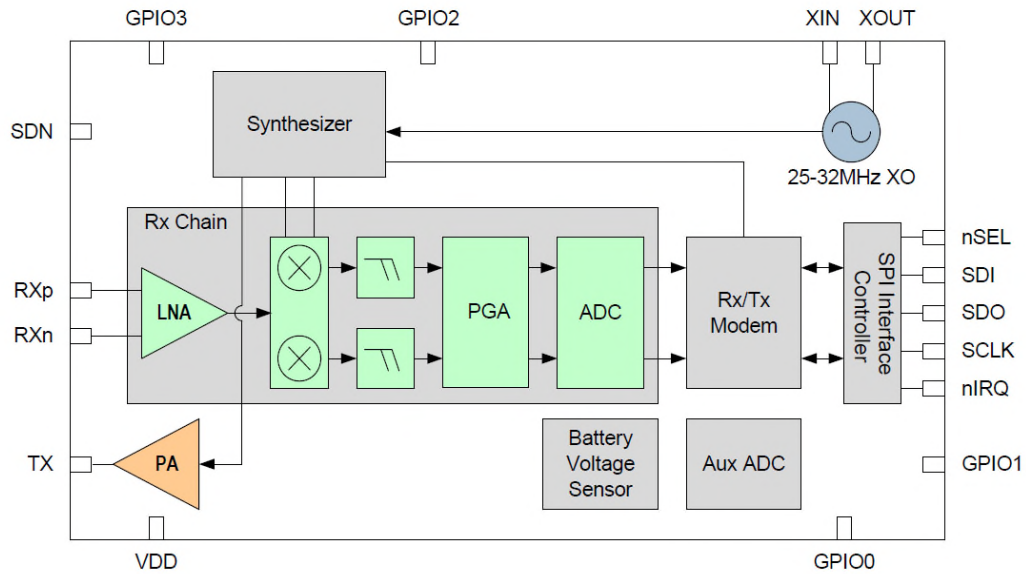 GPIO3
GPIO2
XIN
XOUT
Synthesizer
SDN
25-32MHz XO
Rx Chain
nSEL
SDI
SDO
SCLK
nIRQ
SPI Interface
Controller
RXp
RXn
LNA
PGA
ADC
Rx/Tx
Modem
TX
PA
Battery
Voltage
Sensor
Aux ADC
GPIO1
VDD
GPIO0